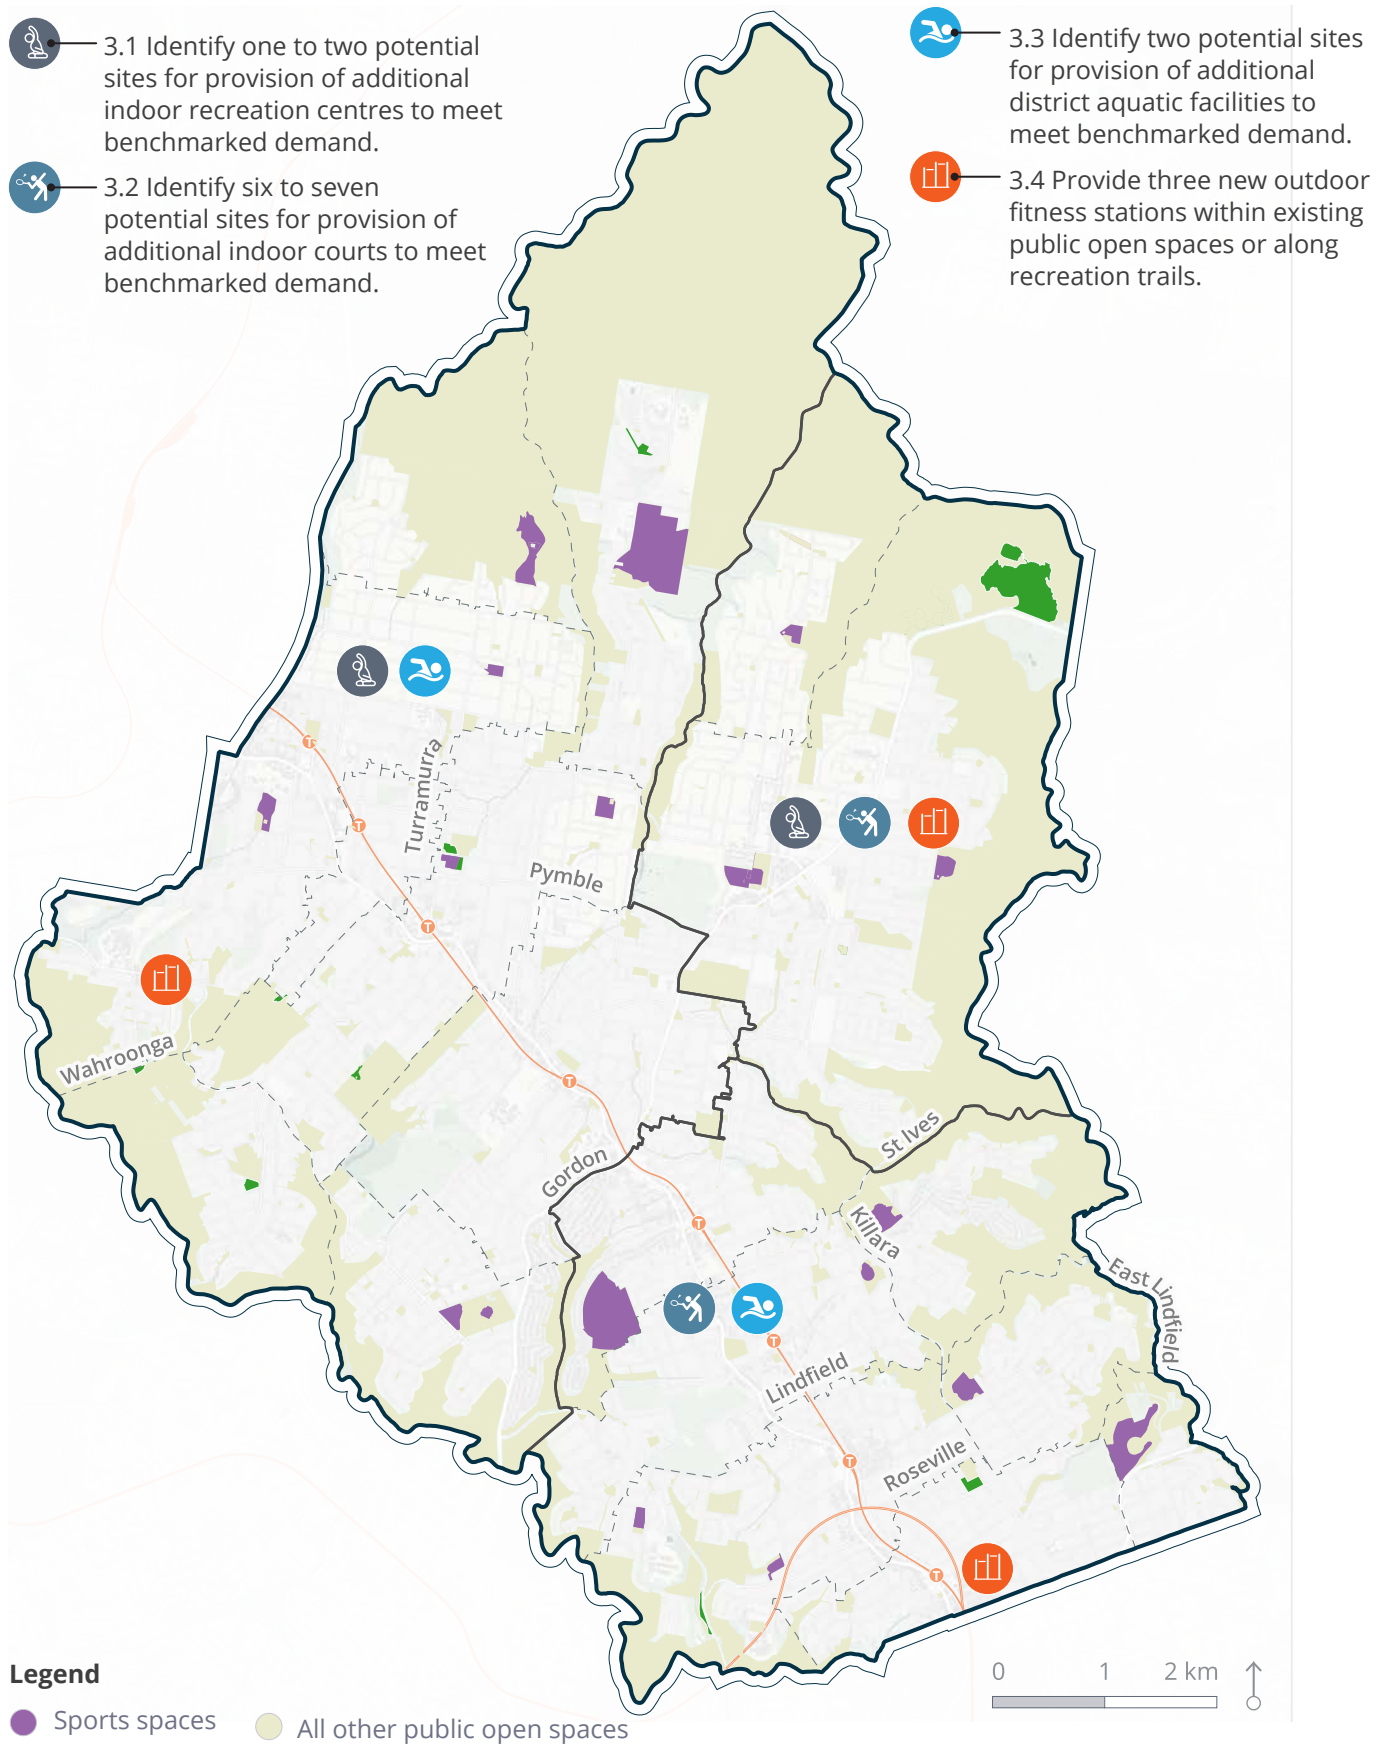 3.1 Identify one to two potential
sites for provision of additional
indoor recreation centres to meet
benchmarked demand.
3.2 Identify six to seven
potential sites for provision of
additional indoor courts to meet
benchmarked demand.
3.3 Identify two potential sites
for provision of additional
district aquatic facilities to
meet benchmarked demand.
3.4 Provide three new outdoor
fitness stations within existing
public open spaces or along
recreation trails.
T
Turramurra
T
Pymble
T
Wahroonga
T
St Ives
Gordon
Killara
T
East Lindfield
T
Lindfield
Roseville
T
T
Legend
Sports spaces
All other public open spaces
0 1 2 km